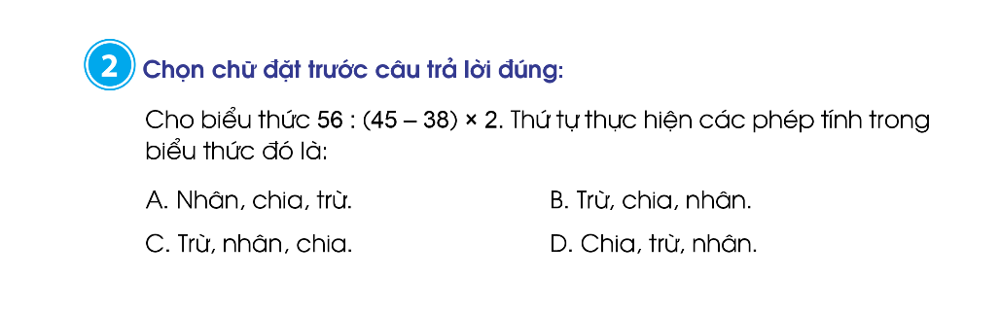 2 Chọn chữ đặt trước câu trả lời đúng:
Cho biểu thức 56 : (45 – 38) × 2. Thứ tự thực hiện các phép tính trong
biểu thức đó là:
A. Nhân, chia, trừ. B. Trừ, chia, nhân.
C. Trừ, nhân, chia. D. Chia, trừ, nhân.